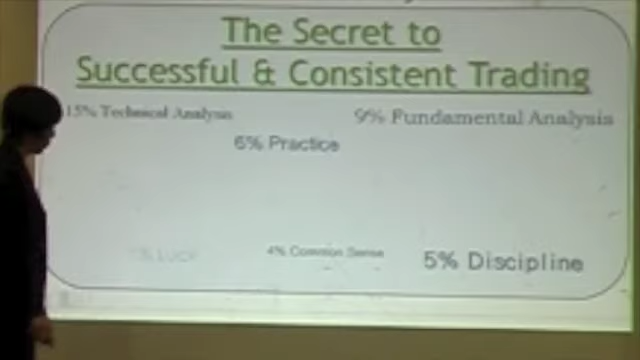 The Secret to
Successful & Consistent Trading
15% Technical Analysis
9% Fundamental Analysis
6% Practice
4% Common Sense
5% Discipline